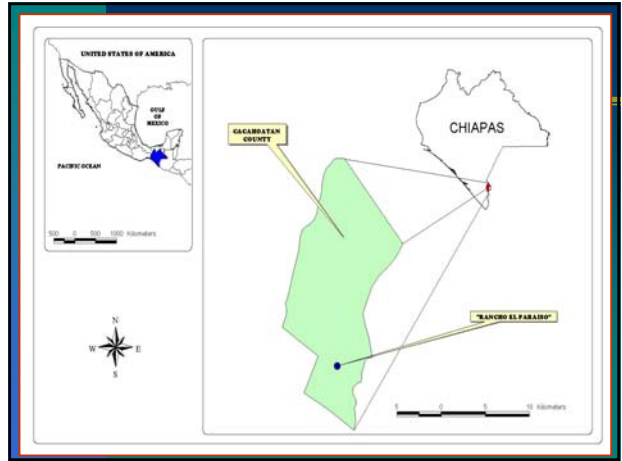 UNITED STATES OF AMERICA
GULF
OF
MEXICO
PACIFIC OCEAN
500 0 500 1000 Kilometers
N
W E
S
CHIAPAS
CACAHOATAN
COUNTY
"RANCHO EL PARAISO"
5 0 5 10 Kilometers